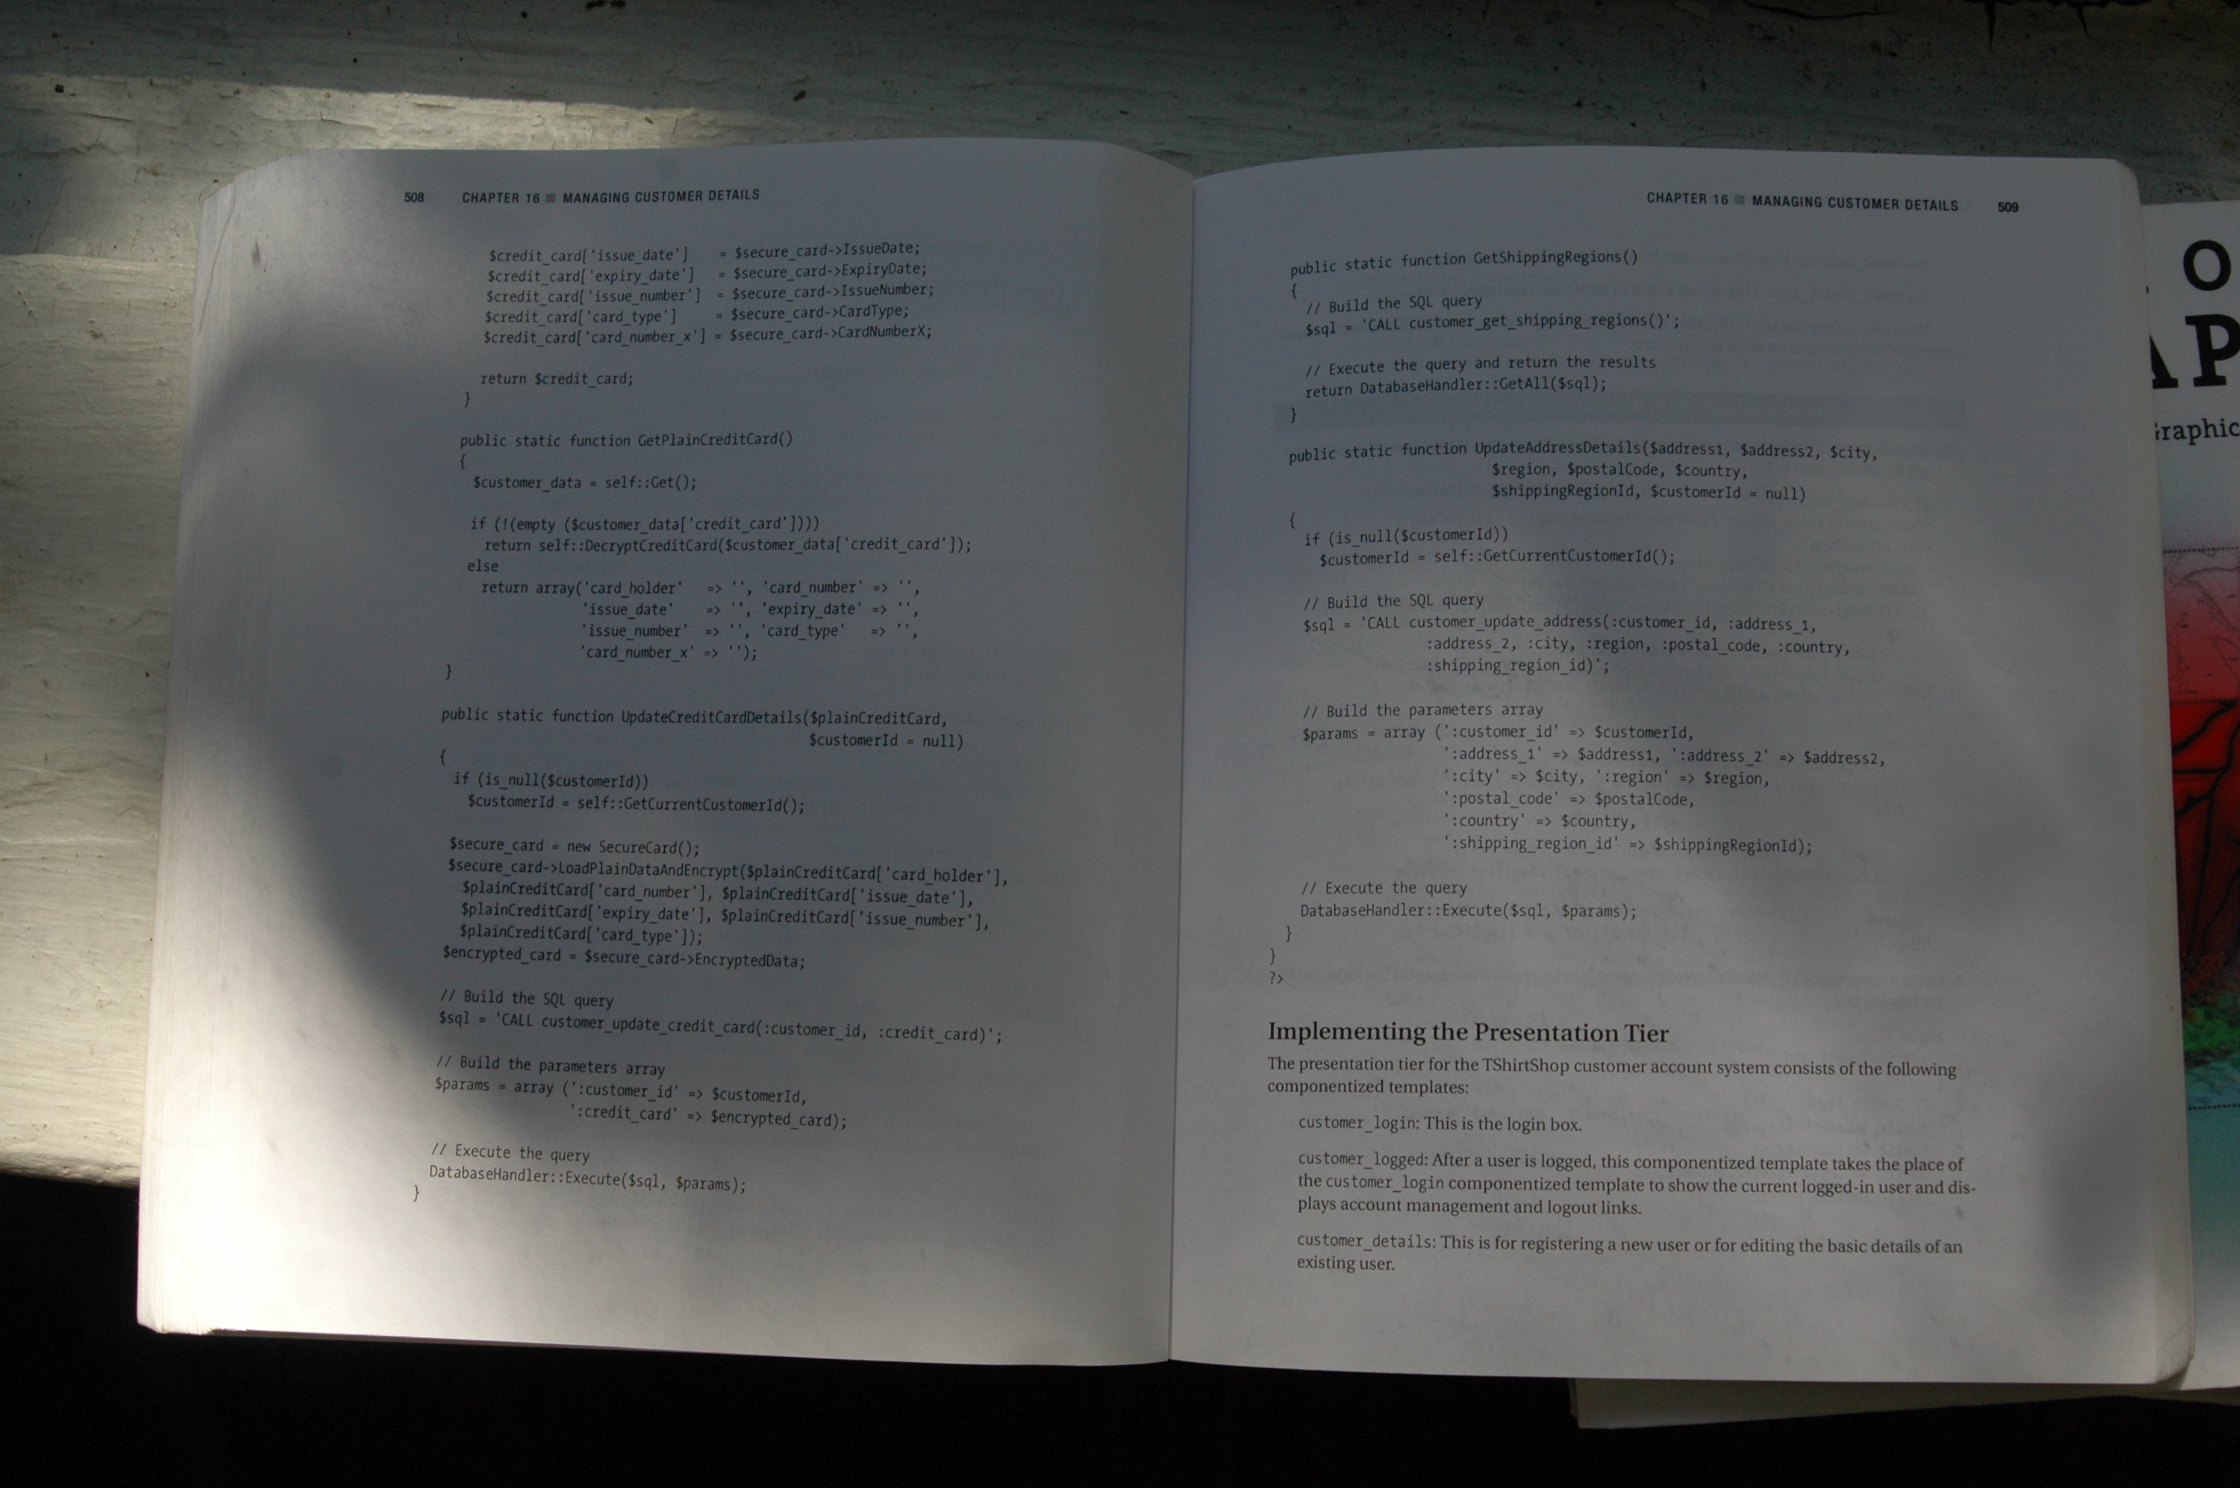 508 CHAPTER 16 ■ MANAGING CUSTOMER DETAILS
$credit_card['issue_date'] = $secure_card->IssueDate;
$credit_card['expiry_date'] = $secure_card->ExpiryDate;
$credit_card['issue_number'] = $secure_card->IssueNumber;
$credit_card['card_type'] = $secure_card->CardType;
$credit_card['card_number_x'] = $secure_card->CardNumberX;
return $credit_card;
}
public static function GetPlainCreditCard()
{
$customer_data = self::Get();
if (!(empty ($customer_data['credit_card'])))
return self::DecryptCreditCard($customer_data['credit_card']);
else
return array('card_holder' => '', 'card_number' => '',
'issue_date' => '', 'expiry_date' => '',
'issue_number' => '', 'card_type' => '',
'card_number_x' => '');
}
public static function UpdateCreditCardDetails($plainCreditCard,
$customerId = null)
{
if (is_null($customerId))
$customerId = self::GetCurrentCustomerId();
$secure_card = new SecureCard();
$secure_card->LoadPlainDataAndEncrypt($plainCreditCard['card_holder'],
$plainCreditCard['card_number'], $plainCreditCard['issue_date'],
$plainCreditCard['expiry_date'], $plainCreditCard['issue_number'],
$plainCreditCard['card_type']);
$encrypted_card = $secure_card->EncryptedData;
// Build the SQL query
$sql = 'CALL customer_update_credit_card(:customer_id, :credit_card)';
// Build the parameters array
$params = array (':customer_id' => $customerId,
':credit_card' => $encrypted_card);
// Execute the query
DatabaseHandler::Execute($sql, $params);
}
CHAPTER 16 ■ MANAGING CUSTOMER DETAILS 509
public static function GetShippingRegions()
{
// Build the SQL query
$sql = 'CALL customer_get_shipping_regions()';
// Execute the query and return the results
return DatabaseHandler::GetAll($sql);
}
public static function UpdateAddressDetails($address1, $address2, $city,
$region, $postalCode, $country,
$shippingRegionId, $customerId = null)
{
if (is_null($customerId))
$customerId = self::GetCurrentCustomerId();
// Build the SQL query
$sql = 'CALL customer_update_address(:customer_id, :address_1,
:address_2, :city, :region, :postal_code, :country,
:shipping_region_id)';
// Build the parameters array
$params = array (':customer_id' => $customerId,
':address_1' => $address1, ':address_2' => $address2,
':city' => $city, ':region' => $region,
':postal_code' => $postalCode,
':country' => $country,
':shipping_region_id' => $shippingRegionId);
// Execute the query
DatabaseHandler::Execute($sql, $params);
}
}
?>
Implementing the Presentation Tier
The presentation tier for the TShirtShop customer account system consists of the following
componentized templates:
customer_login: This is the login box.
customer_logged: After a user is logged, this componentized template takes the place of
the customer_login componentized template to show the current logged-in user and dis-
plays account management and logout links.
customer_details: This is for registering a new user or for editing the basic details of an
existing user.